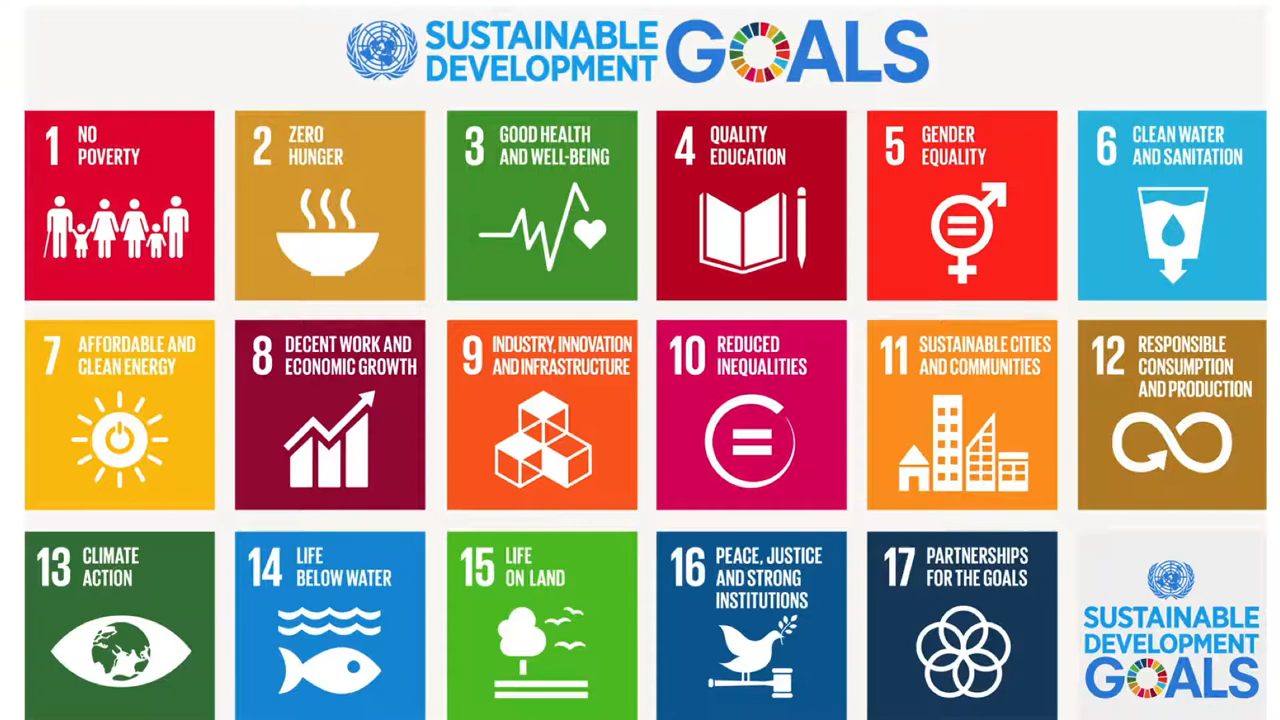 SUSTAINABLE
DEVELOPMENT
GOALS
1 NO
POVERTY
2 ZERO
HUNGER
3 GOOD HEALTH
AND WELL-BEING
4 QUALITY
EDUCATION
5 GENDER
EQUALITY
6 CLEAN WATER
AND SANITATION
7 AFFORDABLE AND
CLEAN ENERGY
8 DECENT WORK AND
ECONOMIC GROWTH
9 INDUSTRY, INNOVATION
AND INFRASTRUCTURE
10 REDUCED
INEQUALITIES
11 SUSTAINABLE CITIES
AND COMMUNITIES
12 RESPONSIBLE
CONSUMPTION
AND PRODUCTION
13 CLIMATE
ACTION
14 LIFE
BELOW WATER
15 LIFE
ON LAND
16 PEACE, JUSTICE
AND STRONG
INSTITUTIONS
17 PARTNERSHIPS
FOR THE GOALS
SUSTAINABLE
DEVELOPMENT
GOALS